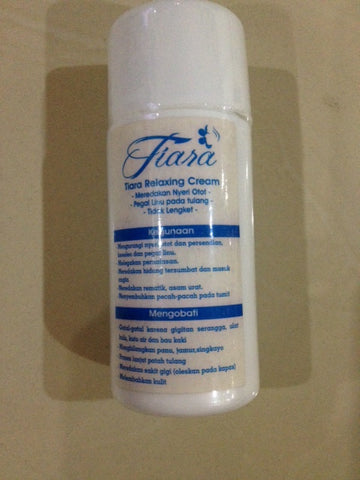 Tiara
Tiara Relaxing Cream
- Meredakan Nyeri Otot -
- Pegal Linu pada tulang -
- Tidak Lengket -
Kegunaan
Mengurangi nyeri otot dan persendian,
keseleo dan pegal linu.
Melegakan pernafasan.
Meredakan hidung tersumbat dan masuk
angin
Meredakan rematik, asam urat.
Menyembuhkan pecah-pecah pada tumit
Mengobati
Gatal-gatal karena gigitan serangga, ulat
bulu, kutu air dan bau kaki
Menghilangkan panu, jamur,singkayo
Proses lanjut patah tulang
Meredakan sakit gigi (oleskan pada kapas)
Melembabkan kulit